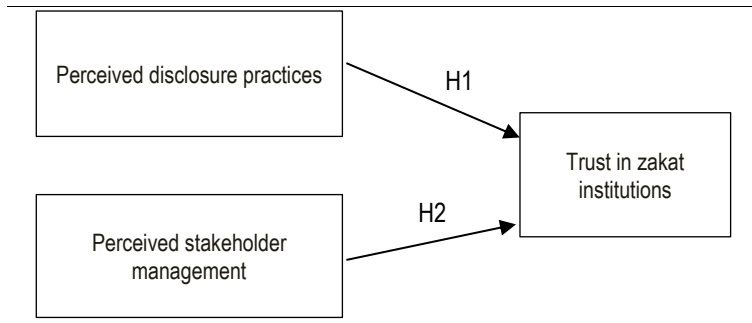 Perceived disclosure practices
H1
Trust in zakat
institutions
H2
Perceived stakeholder
management